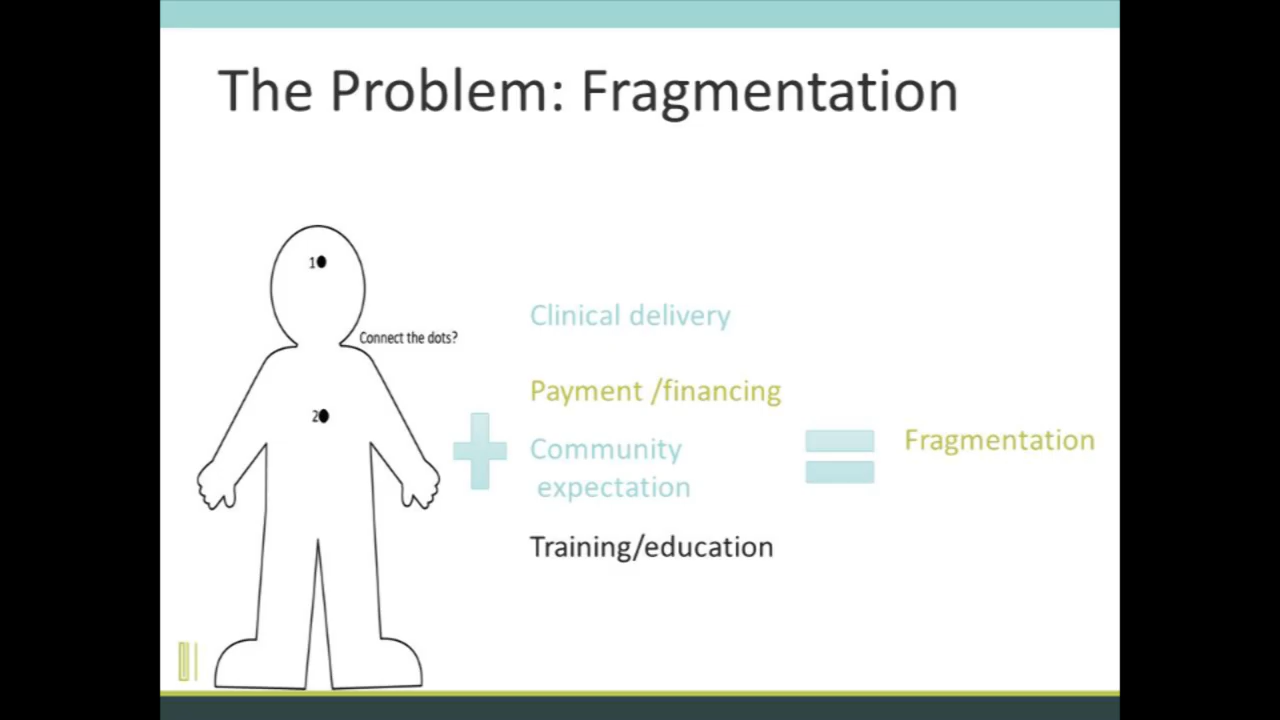 The Problem: Fragmentation
1
Connect the dots?
2
Clinical delivery
Payment /financing
Community
expectation
Training/education
Fragmentation